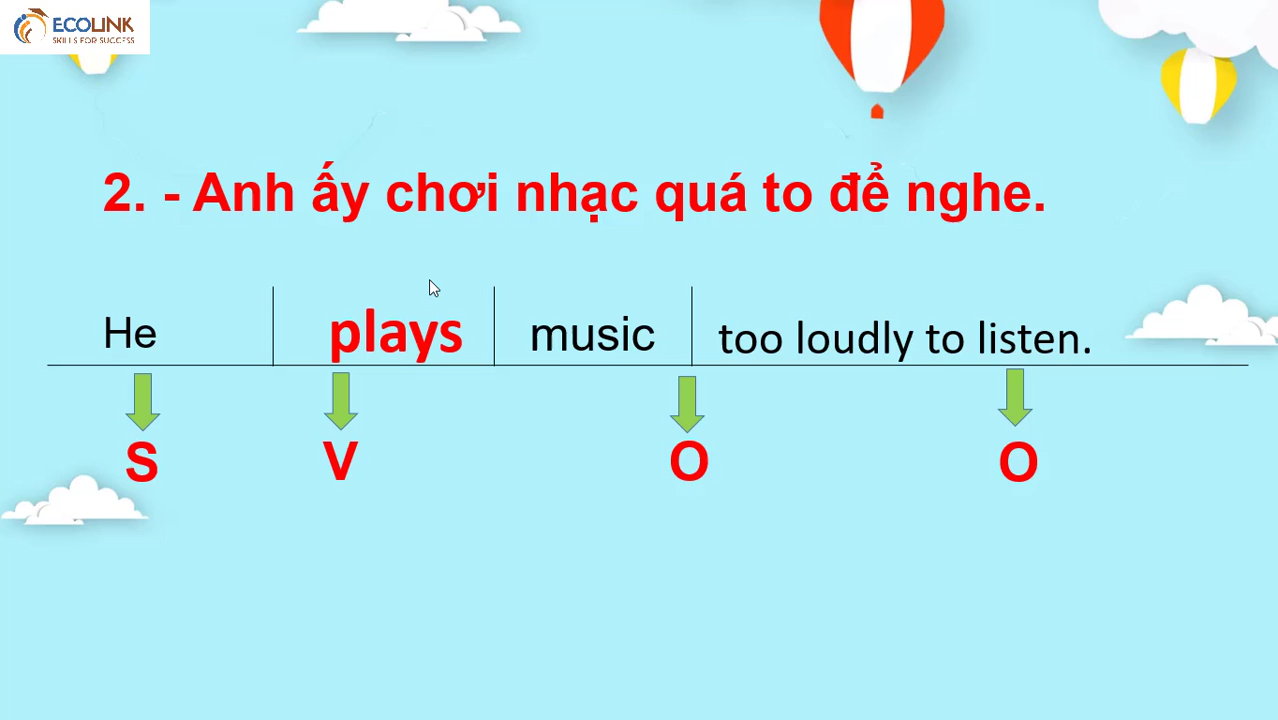 ECOLINK
SKILLS FOR SUCCESS
2. - Anh ấy chơi nhạc quá to để nghe.
He plays music too loudly to listen.
S V O O